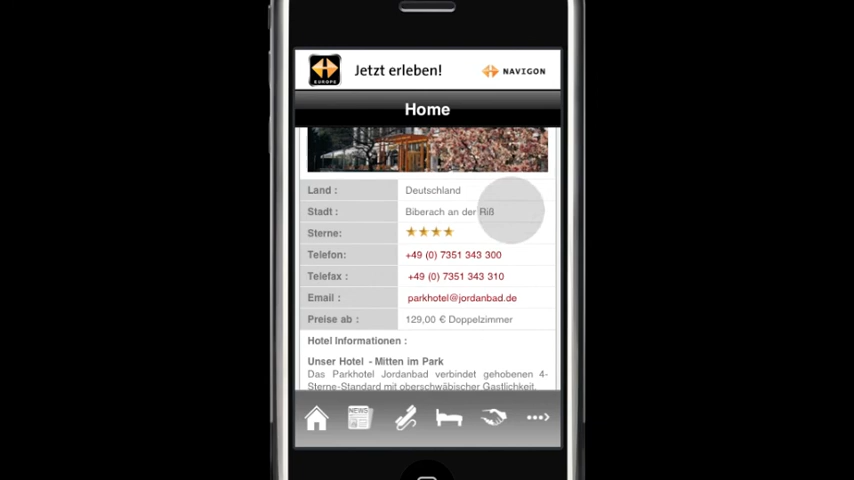 EUROPE
Jetzt erleben!
NAVIGON
Home
Land : Deutschland
Stadt : Biberach an der Riß
Sterne:
Telefon: +49 (0) 7351 343 300
Telefax : +49 (0) 7351 343 310
Email : parkhotel@jordanbad.de
Preise ab : 129,00 € Doppelzimmer
Hotel Informationen :
Unser Hotel - Mitten im Park
Das Parkhotel Jordanbad verbindet gehobenen 4-
Sterne-Standard mit oberschwäbischer Gastlichkeit.
NEWS